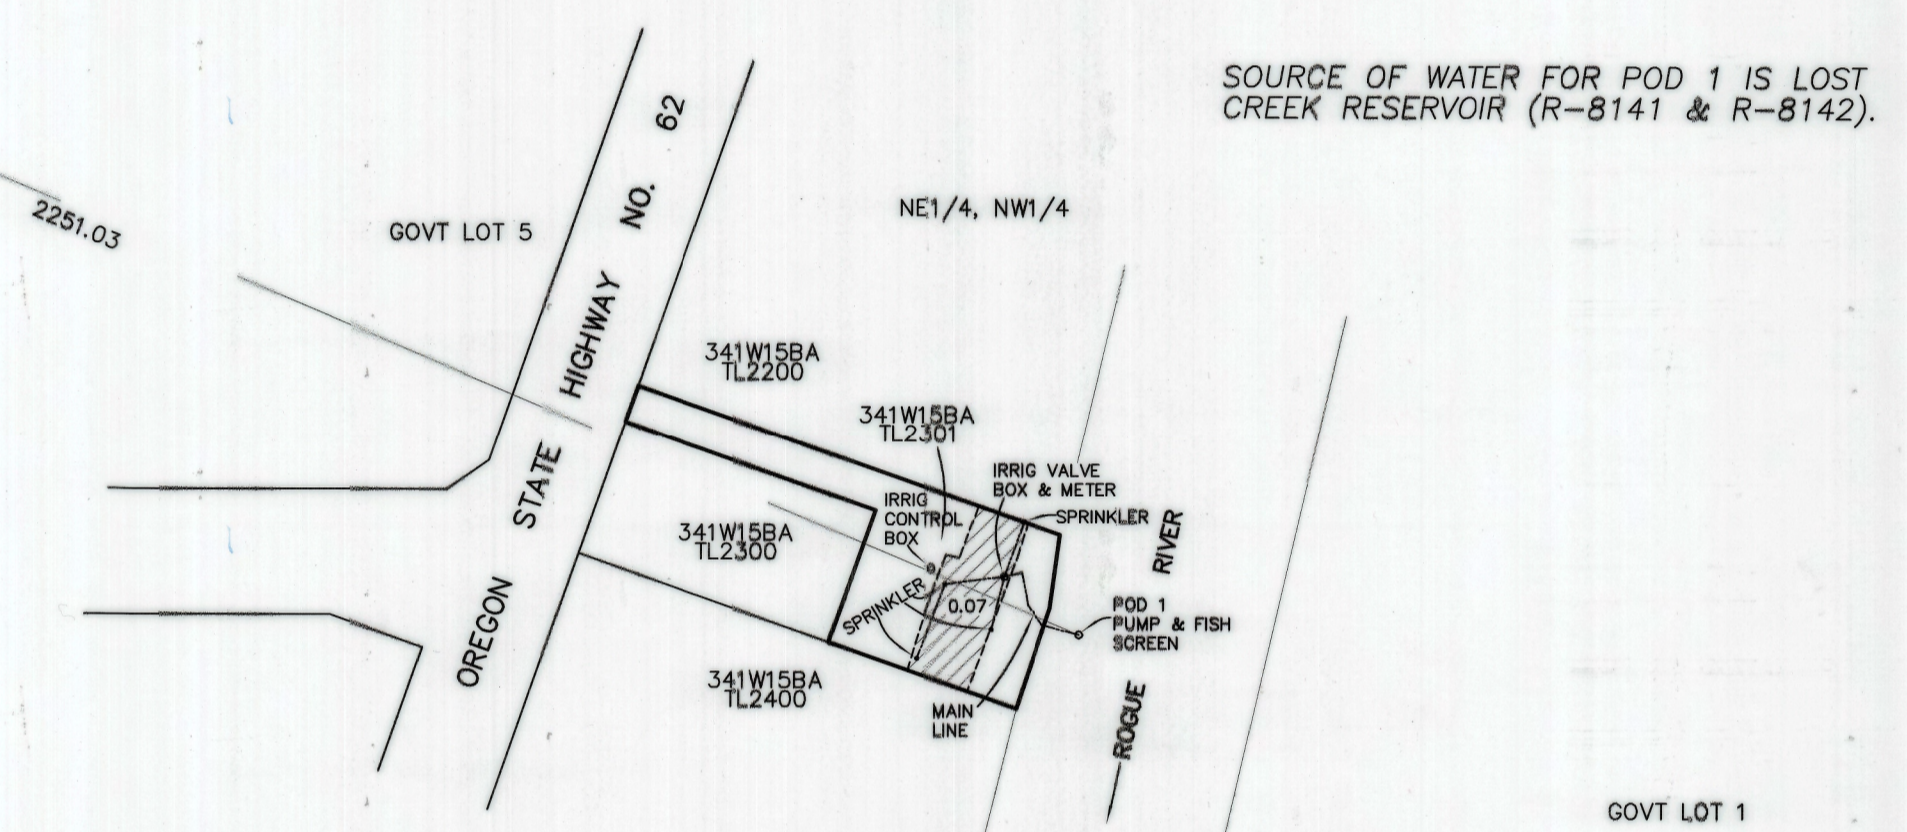 SOURCE OF WATER FOR POD 1 IS LOST
CREEK RESERVOIR (R-8141 & R-8142).
2251.03
GOVT LOT 5
NE1/4, NW1/4
OREGON STATE HIGHWAY NO. 62
341W15BA
TL2200
341W15BA
TL2301
IRRIG VALVE
BOX & METER
IRRIG
CONTROL
BOX
SPRINKLER
341W15BA
TL2300
SPRINKLER
0.07
POD 1
PUMP & FISH
SCREEN
ROGUE RIVER
341W15BA
TL2400
MAIN
LINE
GOVT LOT 1